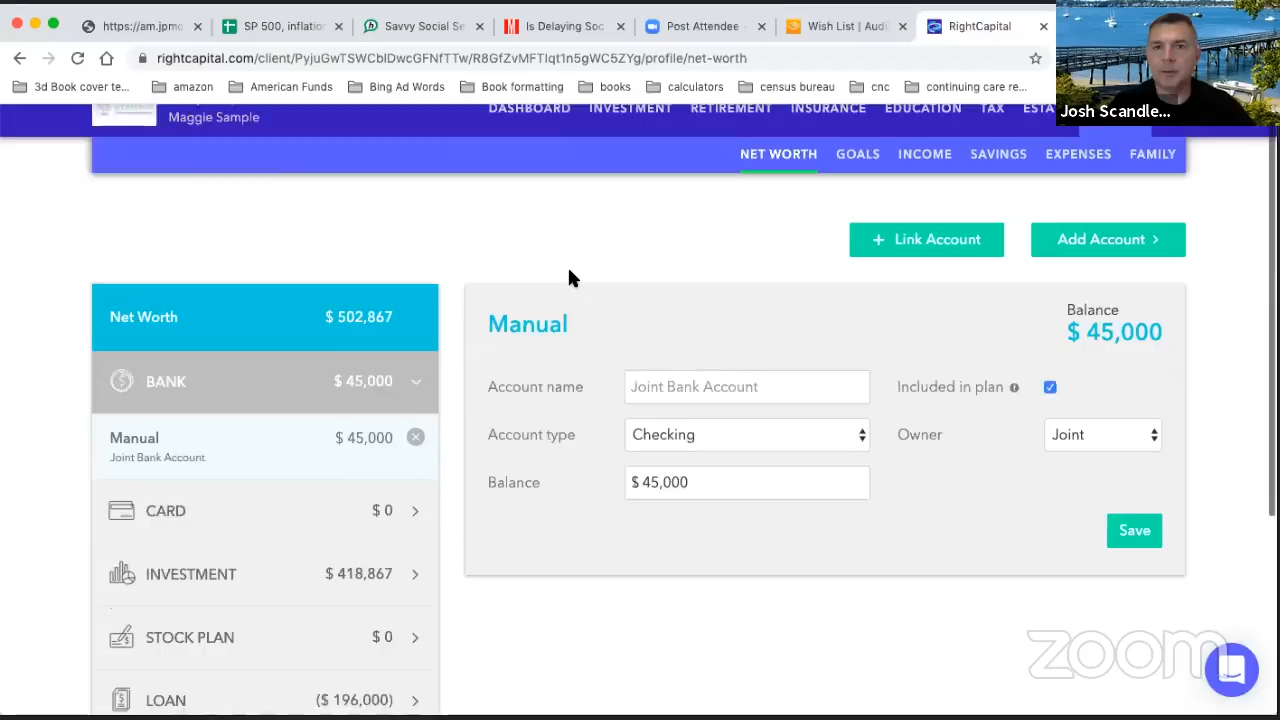 https://am.jpmc
SP 500, inflation
Savvy Social Se
Is Delaying Soc
Post Attendee
Wish List | Audi
RightCapital
rightcapital.com/client/PyjuGwTSWCblDwcGFNfTTw/R8GfZvMFTlqt1n5gWC5ZYg/profile/net-worth
3d Book cover te...
amazon
American Funds
Bing Ad Words
Book formatting
books
calculators
census bureau
cnc
continuing care re...
Josh Scandle...
Maggie Sample
DASHBOARD
INVESTMENT
RETIREMENT
INSURANCE
EDUCATION
TAX
ESTA
NET WORTH
GOALS
INCOME
SAVINGS
EXPENSES
FAMILY
+ Link Account
Add Account >
Net Worth $ 502,867
BANK $ 45,000
Manual $ 45,000
Joint Bank Account
CARD $ 0
INVESTMENT $ 418,867
STOCK PLAN $ 0
LOAN ($ 196,000)
Manual
Balance
$ 45,000
Account name Joint Bank Account
Included in plan
Account type Checking
Owner Joint
Balance $ 45,000
Save
zoom